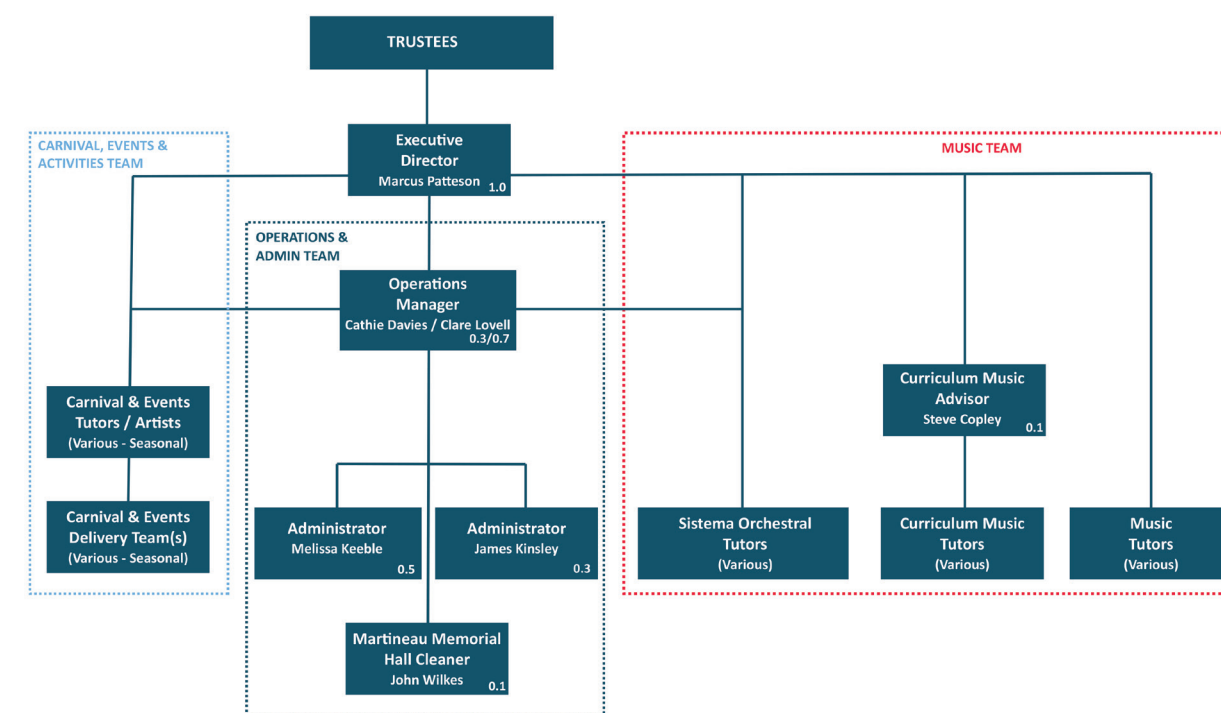 TRUSTEES
Executive
Director
Marcus Patteson
1.0
CARNIVAL, EVENTS &
ACTIVITIES TEAM
MUSIC TEAM
OPERATIONS &
ADMIN TEAM
Operations
Manager
Cathie Davies / Clare Lovell
0.3/0.7
Carnival & Events
Tutors / Artists
(Various - Seasonal)
Curriculum Music
Advisor
Steve Copley
0.1
Carnival & Events
Delivery Team(s)
(Various - Seasonal)
Administrator
Melissa Keeble
0.5
Administrator
James Kinsley
0.3
Sistema Orchestral
Tutors
(Various)
Curriculum Music
Tutors
(Various)
Music
Tutors
(Various)
Martineau Memorial
Hall Cleaner
John Wilkes
0.1